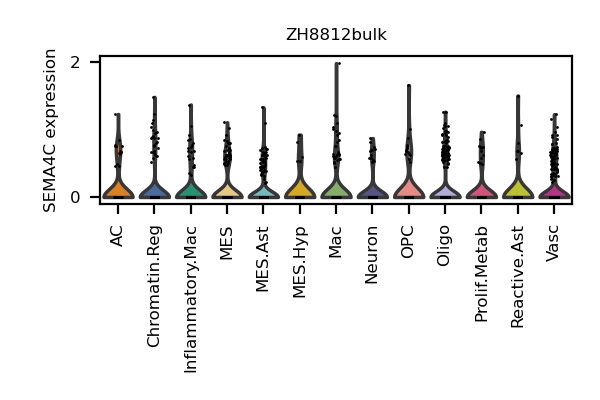 ZH8812bulk
SEMA4C expression
2
0
AC
Chromatin.Reg
Inflammatory.Mac
MES
MES.Ast
MES.Hyp
Mac
Neuron
OPC
Oligo
Prolif.Metab
Reactive.Ast
Vasc